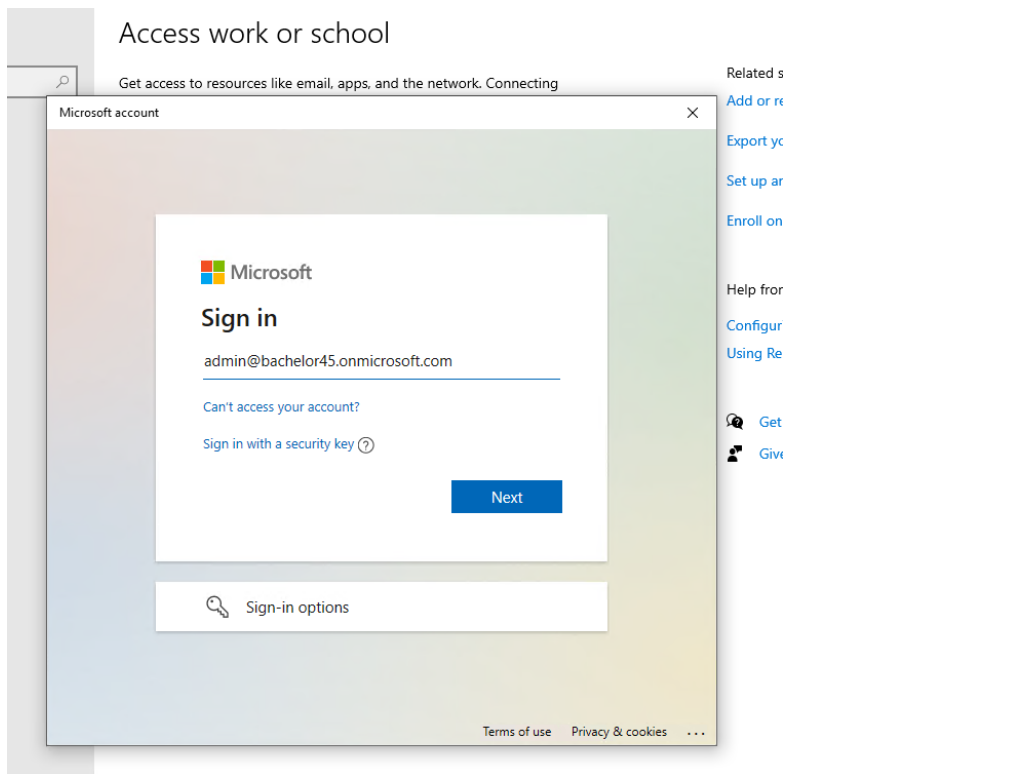 Access work or school
Get access to resources like email, apps, and the network. Connecting
Microsoft account
Microsoft
Sign in
admin@bachelor45.onmicrosoft.com
Can't access your account?
Sign in with a security key
Next
Sign-in options
Terms of use Privacy & cookies ...
Related s
Add or re
Export yo
Set up an
Enroll on
Help from
Configur
Using Re
Get
Give